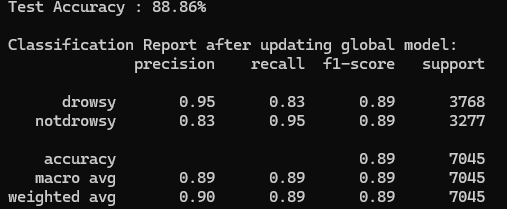 Test Accuracy : 88.86%
Classification Report after updating global model:
precision recall f1-score support
drowsy 0.95 0.83 0.89 3768
notdrowsy 0.83 0.95 0.89 3277
accuracy 0.89 7045
macro avg 0.89 0.89 0.89 7045
weighted avg 0.90 0.89 0.89 7045